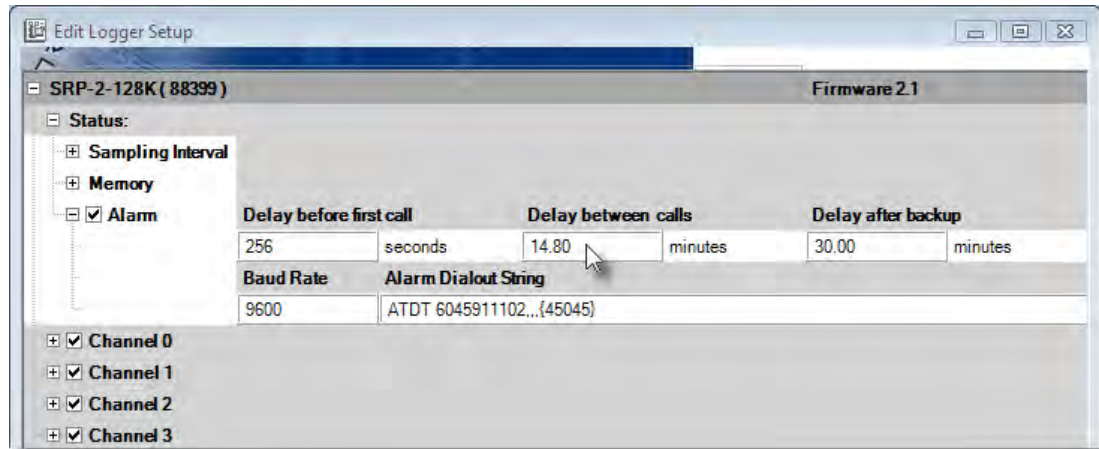 Edit Logger Setup
SRP-2-128K ( 88399 ) Firmware 2.1
Status:
Sampling Interval
Memory
Alarm Delay before first call Delay between calls Delay after backup
256 seconds 14.80 minutes 30.00 minutes
Baud Rate Alarm Dialout String
9600 ATDT 6045911102,,,{45045}
Channel 0
Channel 1
Channel 2
Channel 3